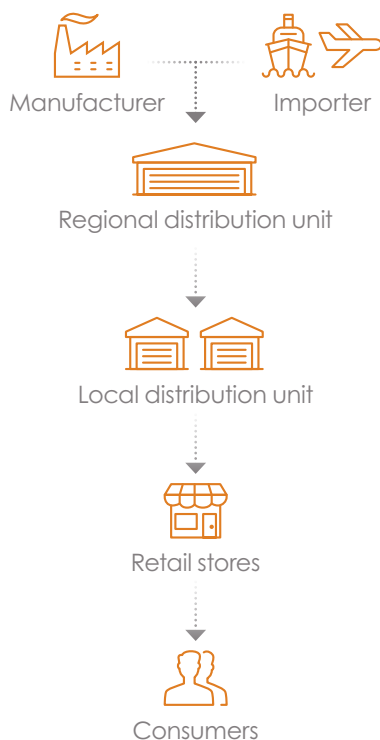 Manufacturer
Importer
Regional distribution unit
Local distribution unit
Retail stores
Consumers